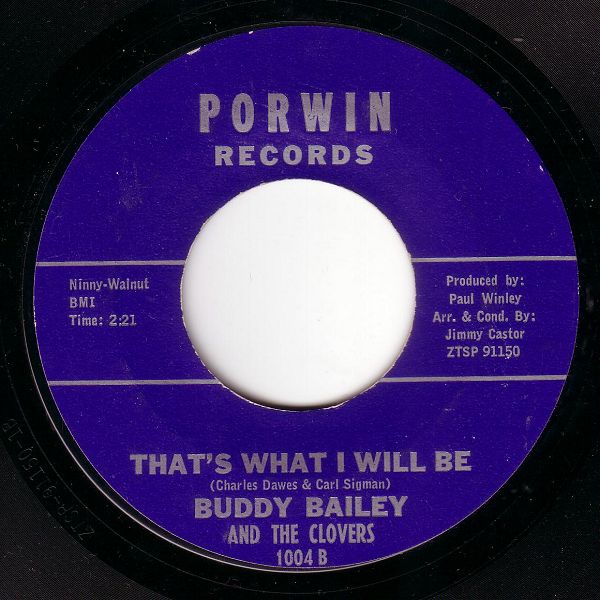 PORWIN
RECORDS
Ninny-Walnut
BMI
Time: 2:21
Produced by:
Paul Winley
Arr. & Cond. By:
Jimmy Castor
ZTSP 91150
THAT'S WHAT I WILL BE
(Charles Dawes & Carl Sigman)
BUDDY BAILEY
AND THE CLOVERS
1004 B